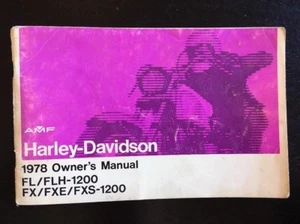 AMF
Harley-Davidson
1978 Owner's Manual
FL/FLH-1200
FX/FXE/FXS-1200